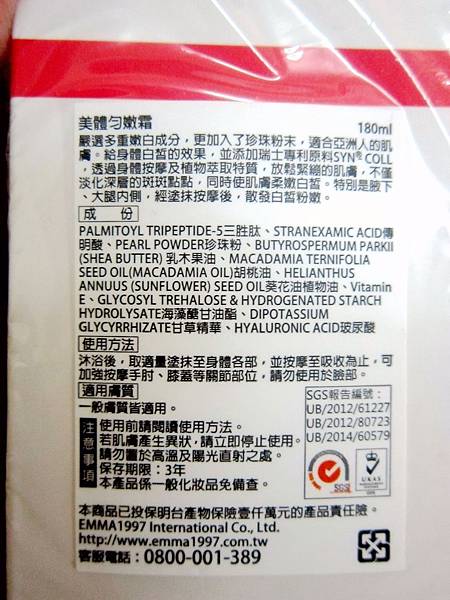 美體勻嫩霜 180ml
嚴選多重嫩白成分，更加入了珍珠粉末，適合亞洲人的肌
膚。給身體白皙的效果，並添加瑞士專利原料SYN® COLL
，透過身體按摩及植物萃取特質，放鬆緊繃的肌膚，不僅
淡化深層的斑斑點點，同時使肌膚柔嫩白皙。特別是腋下
、大腿內側，經塗抹按摩後，散發白皙粉嫩。
成 份
PALMITOYL TRIPEPTIDE-5三胜肽、STRANEXAMIC ACID傳
明酸、PEARL POWDER珍珠粉、BUTYROSPERMUM PARKII
(SHEA BUTTER) 乳木果油、MACADAMIA TERNIFOLIA
SEED OIL(MACADAMIA OIL)胡桃油、HELIANTHUS
ANNUUS (SUNFLOWER) SEED OIL葵花油植物油、Vitamin
E、GLYCOSYL TREHALOSE & HYDROGENATED STARCH
HYDROLYSATE海藻醣甘油酯、DIPOTASSIUM
GLYCYRRHIZATE甘草精華、HYALURONIC ACID玻尿酸
使用方法
沐浴後，取適量塗抹至身體各部，並按摩至吸收為止，可
加強按摩手肘、膝蓋等關節部位，請勿使用於臉部。
適用膚質
一般膚質皆適用。
SGS報告編號：
UB/2012/61227
UB/2012/80723
UB/2014/60579
注意事項
使用前請閱讀使用方法。
若肌膚產生異狀，請立即停止使用。
請勿置於高溫及陽光直射之處。
保存期限：3年
本產品係一般化妝品免備查。
SGS
UKAS
本商品已投保明台產物保險壹仟萬元的產品責任險。
EMMA1997 International Co., Ltd.
http://www.emma1997.com.tw
客服電話：0800-001-389